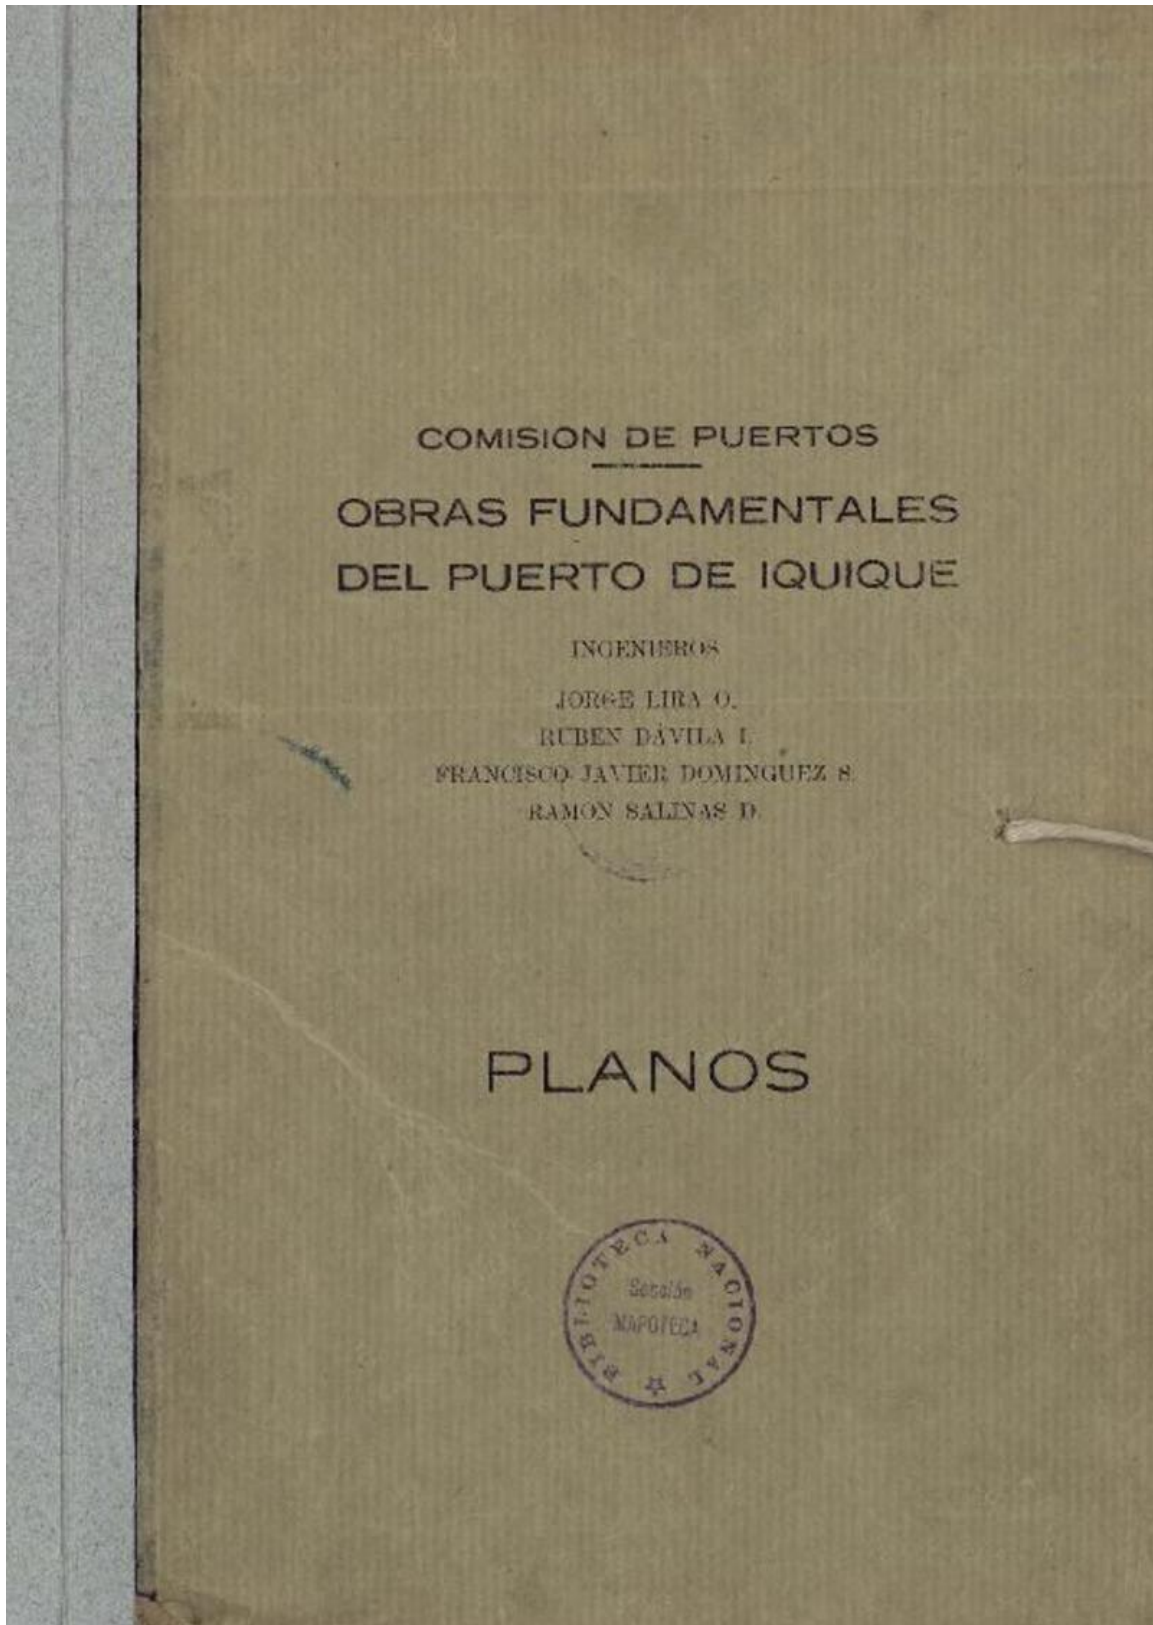 COMISION DE PUERTOS
OBRAS FUNDAMENTALES
DEL PUERTO DE IQUIQUE
INGENIEROS
JORGE LIRA O.
RUBEN DÁVILA I.
FRANCISCO JAVIER DOMINGUEZ S.
RAMON SALINAS D.
PLANOS
BIBLIOTECA NACIONAL
Sección
MAPOTECA